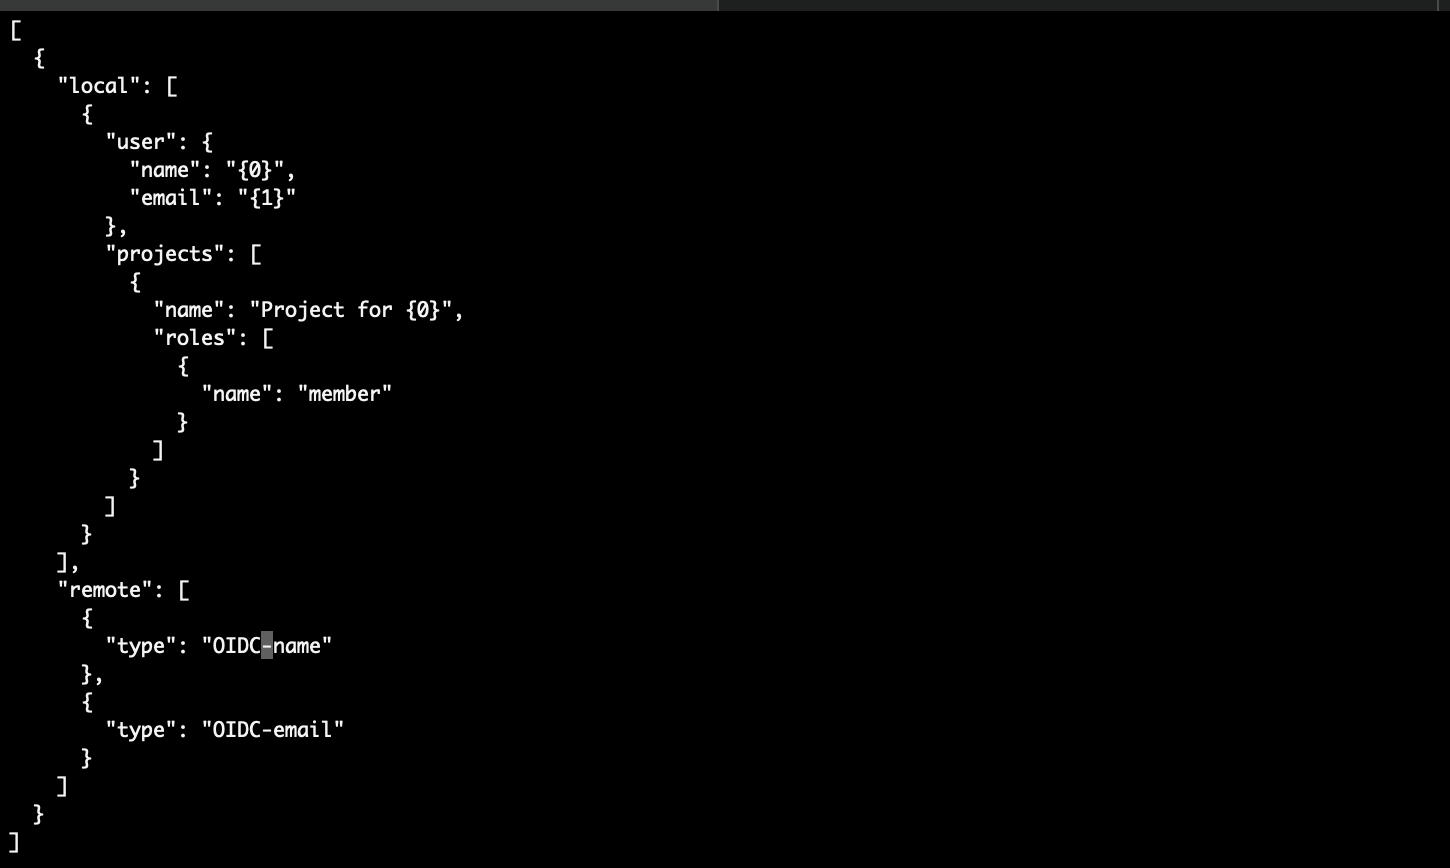 [
  {
    "local": [
      {
        "user": {
          "name": "{0}",
          "email": "{1}"
        },
        "projects": [
          {
            "name": "Project for {0}",
            "roles": [
              {
                "name": "member"
              }
            ]
          }
        ]
      }
    ],
    "remote": [
      {
        "type": "OIDC-name"
      },
      {
        "type": "OIDC-email"
      }
    ]
  }
]